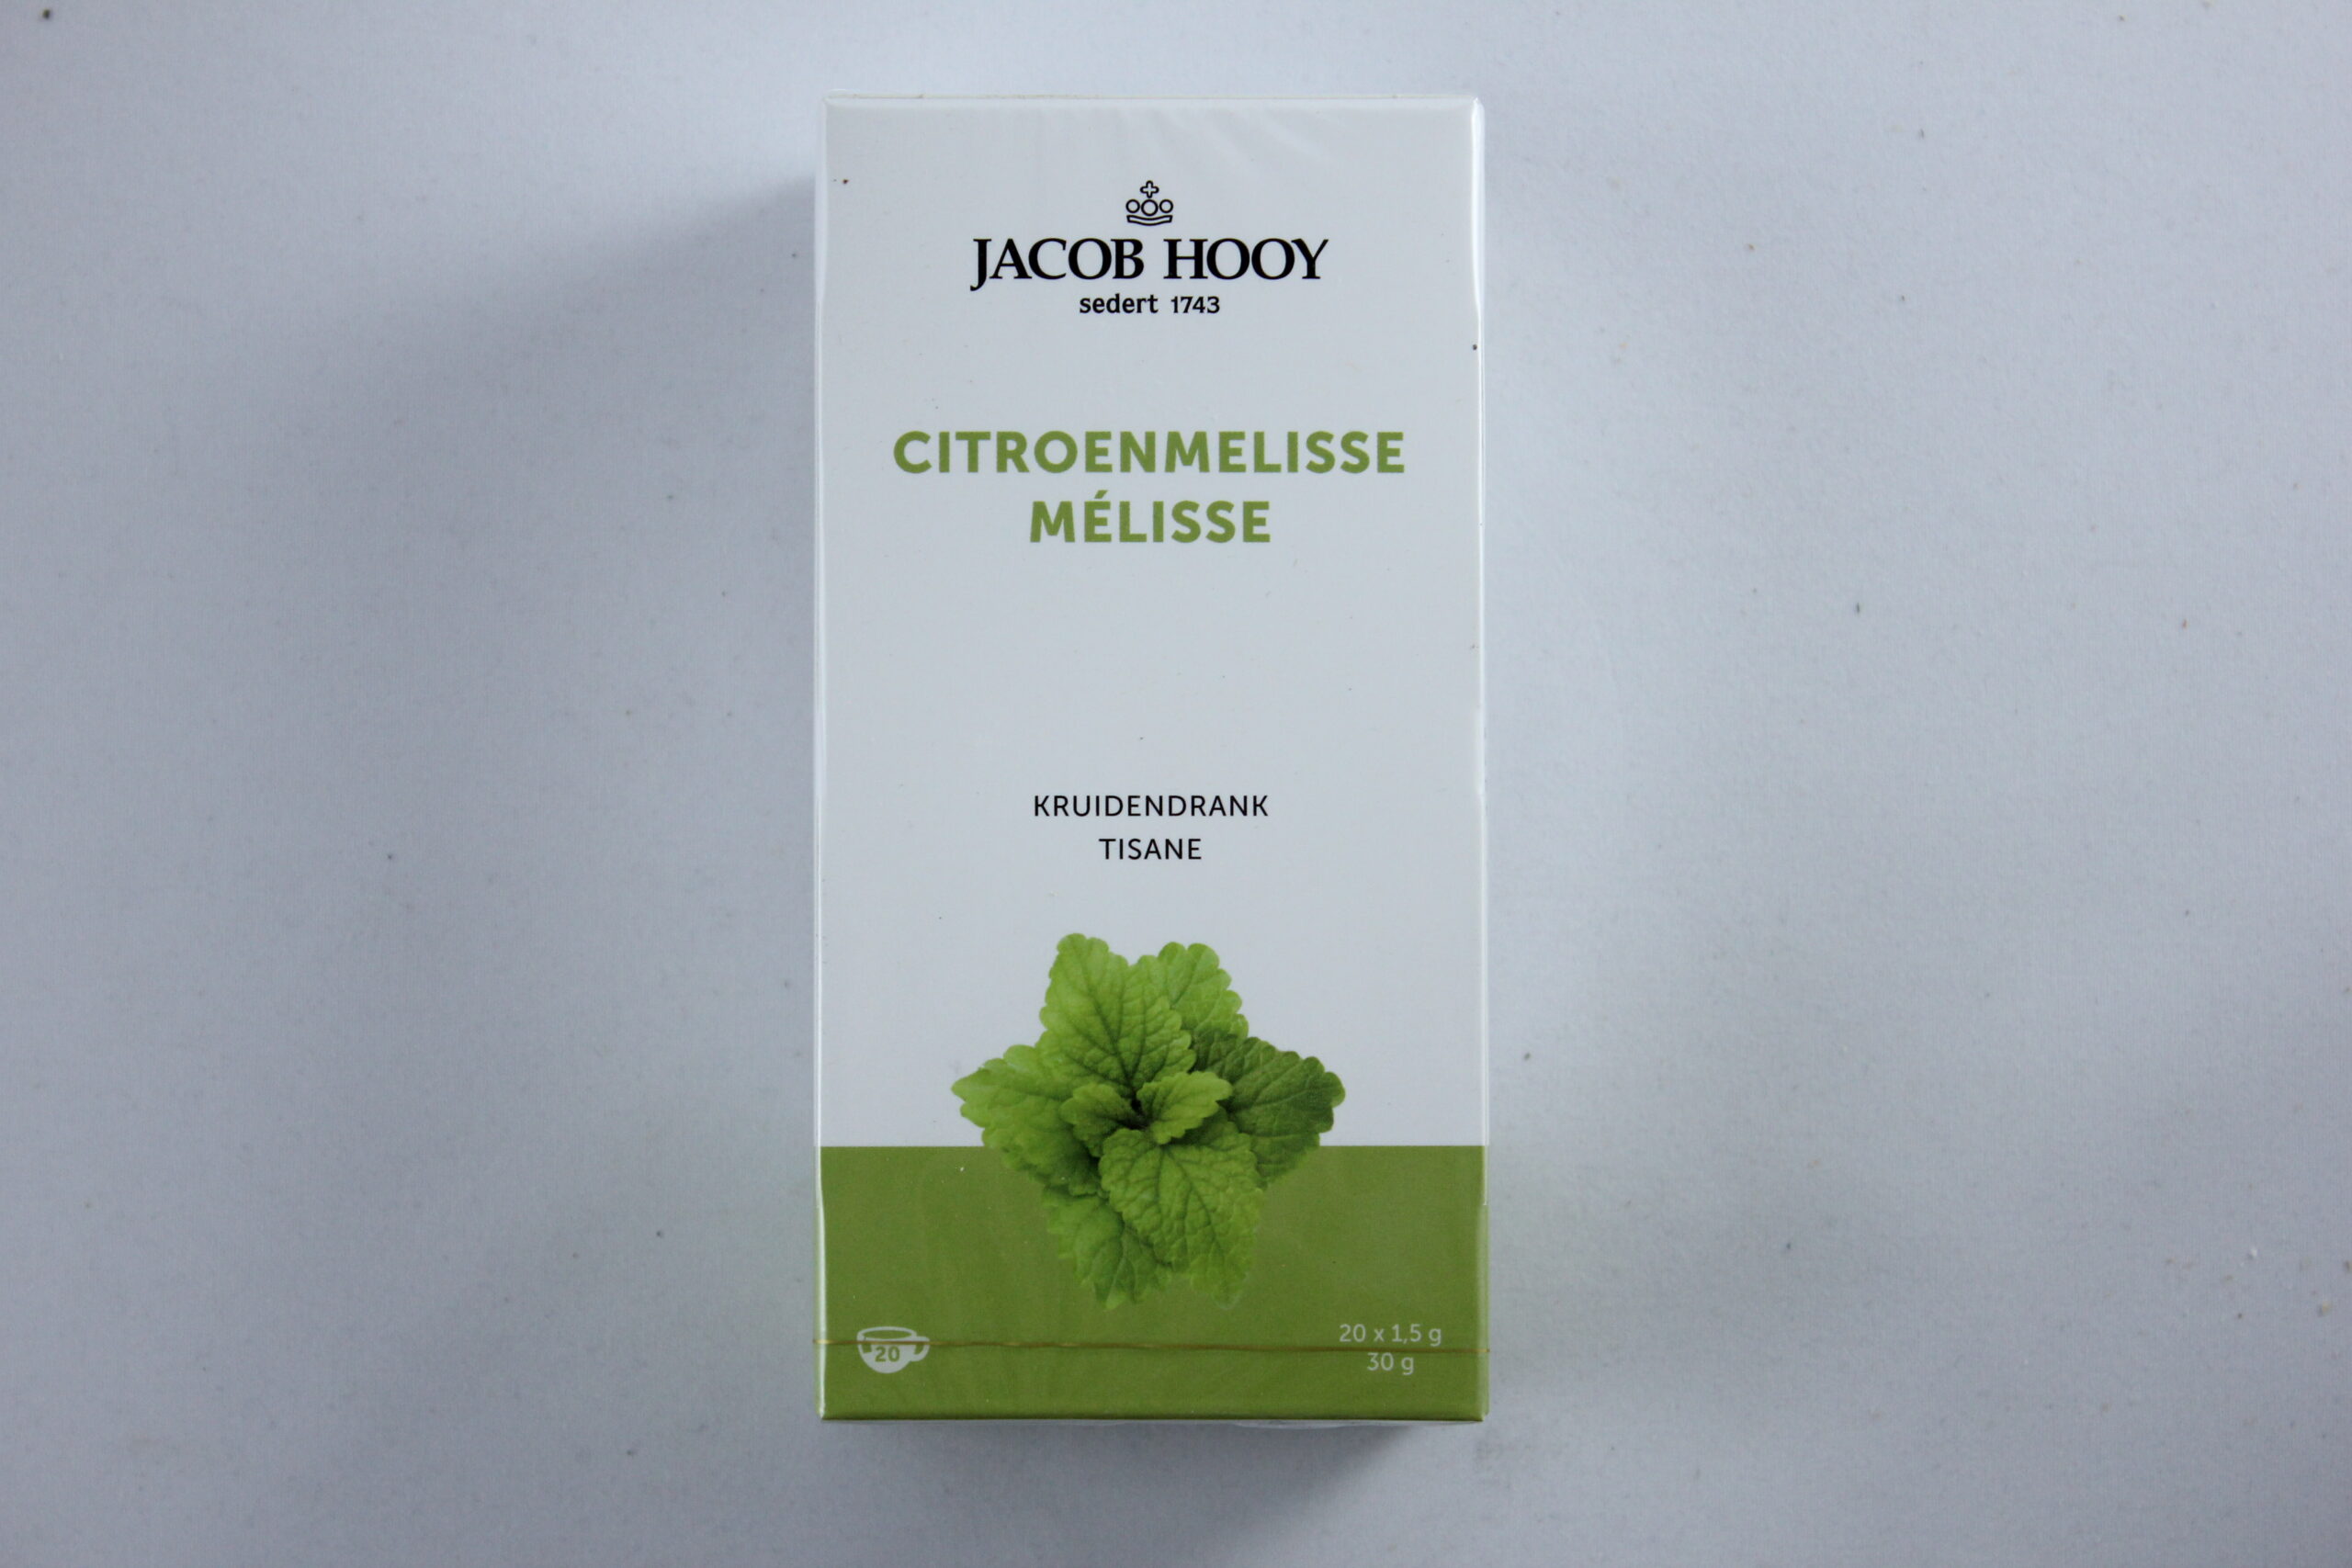 JACOB HOOY
sedert 1743
CITROENMELISSE
MÉLISSE
KRUIDENDRANK
TISANE
20
20 x 1,5 g
30 g